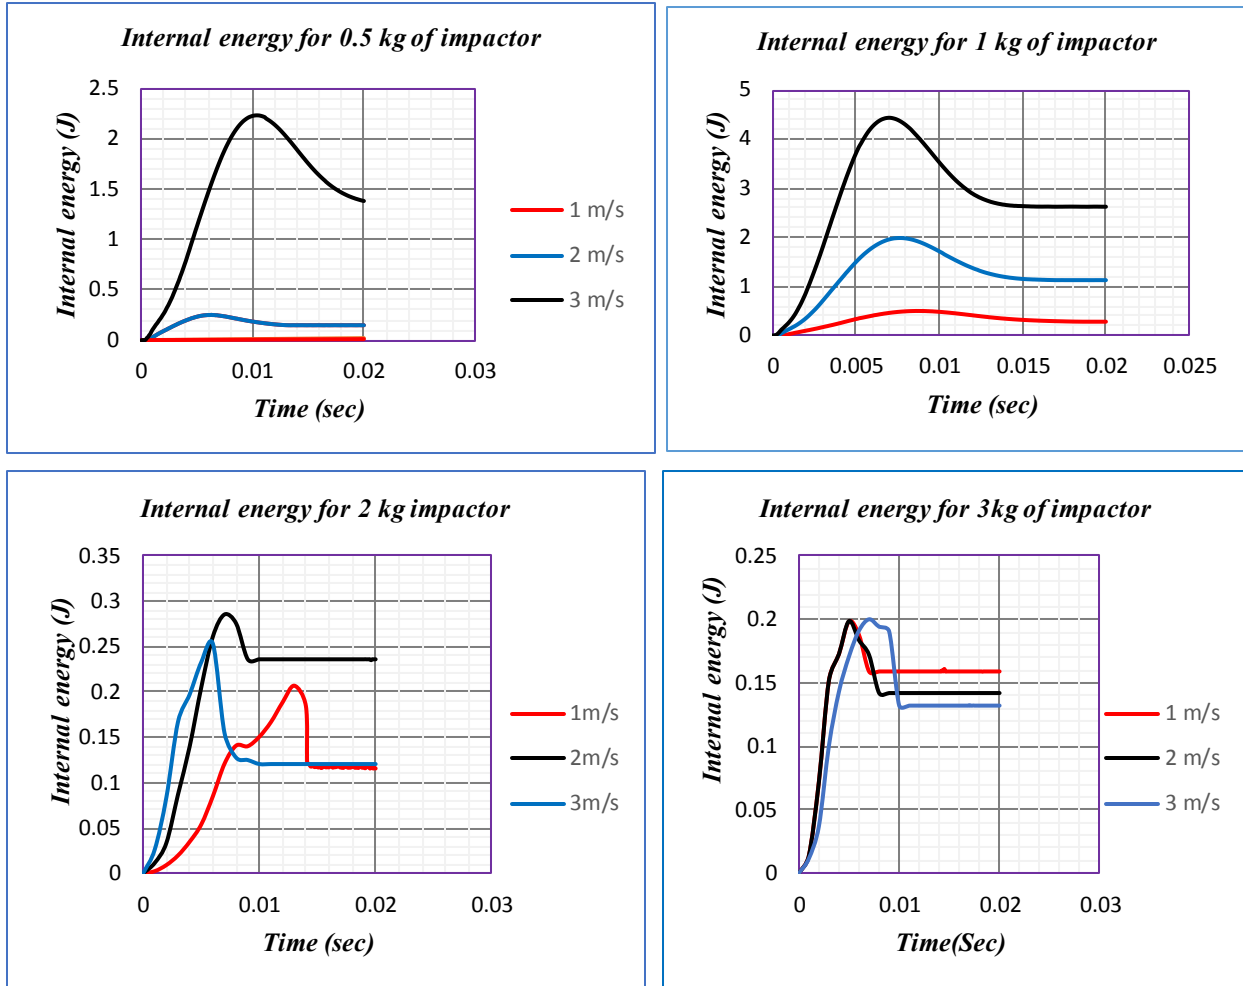 Internal energy for 0.5 kg of impactor
Internal energy (J)
2.5
2
1.5
1
0.5
0
0
0.01
0.02
0.03
Time (sec)
1 m/s
2 m/s
3 m/s
Internal energy for 1 kg of impactor
Internal energy (J)
5
4
3
2
1
0
0
0.005
0.01
0.015
0.02
0.025
Time (sec)
Internal energy for 2 kg impactor
Internal energy (J)
0.35
0.3
0.25
0.2
0.15
0.1
0.05
0
0
0.01
0.02
0.03
Time (sec)
1m/s
2m/s
3m/s
Internal energy for 3kg of impactor
Internal energy (J)
0.25
0.2
0.15
0.1
0.05
0
0
0.01
0.02
0.03
Time(Sec)
1 m/s
2 m/s
3 m/s